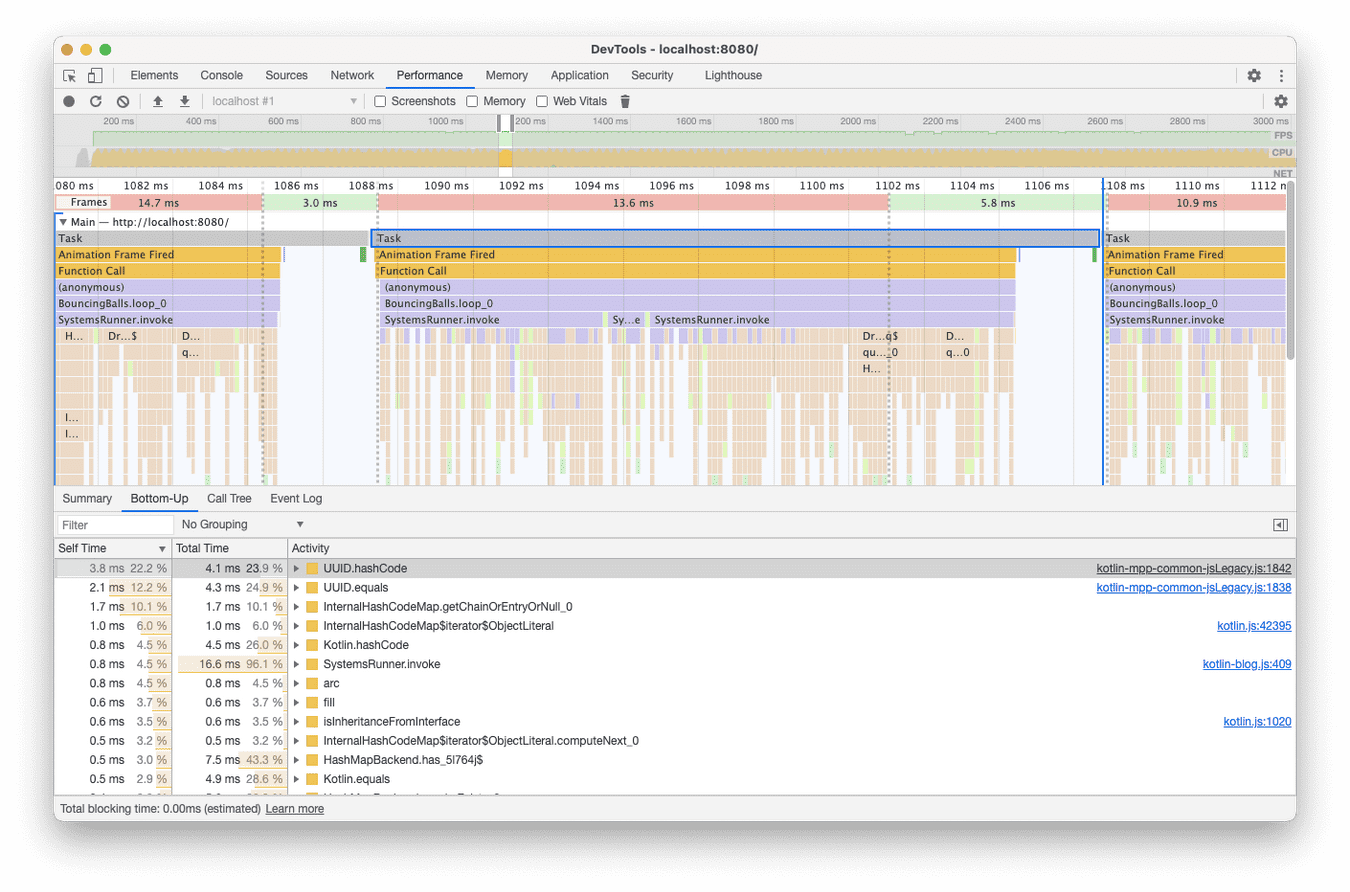 DevTools - localhost:8080/
Elements Console Sources Network Performance Memory Application Security Lighthouse
localhost #1 Screenshots Memory Web Vitals
200 ms 400 ms 600 ms 800 ms 1000 ms 200 ms 1400 ms 1600 ms 1800 ms 2000 ms 2200 ms 2400 ms 2600 ms 2800 ms 3000 ms
FPS
CPU
NET
080 ms 1082 ms 1084 ms 1086 ms 1088 ms 1090 ms 1092 ms 1094 ms 1096 ms 1098 ms 1100 ms 1102 ms 1104 ms 1106 ms 1108 ms 1110 ms 1112 m
Frames 14.7 ms 3.0 ms 13.6 ms 5.8 ms 10.9 ms
Main — http://localhost:8080/
Task Task Task
Animation Frame Fired Animation Frame Fired Animation Frame Fired
Function Call Function Call Function Call
(anonymous) (anonymous) (anonymous)
BouncingBalls.loop_0 BouncingBalls.loop_0 BouncingBalls.loop_0
SystemsRunner.invoke SystemsRunner.invoke Sy...e SystemsRunner.invoke SystemsRunner.invoke
H... Dr...$ D... Dr...q$ D...
q... qu..._0 q...0
H...
I...
I...
Summary Bottom-Up Call Tree Event Log
Filter No Grouping
Self Time Total Time Activity
3.8 ms 22.2 % 4.1 ms 23.9 % UUID.hashCode kotlin-mpp-common-jsLegacy.js:1842
2.1 ms 12.2 % 4.3 ms 24.9 % UUID.equals kotlin-mpp-common-jsLegacy.js:1838
1.7 ms 10.1 % 1.7 ms 10.1 % InternalHashCodeMap.getChainOrEntryOrNull_0
1.0 ms 6.0 % 1.0 ms 6.0 % InternalHashCodeMap$iterator$ObjectLiteral kotlin.js:42395
0.8 ms 4.5 % 4.5 ms 26.0 % Kotlin.hashCode
0.8 ms 4.5 % 16.6 ms 96.1 % SystemsRunner.invoke kotlin-blog.js:409
0.8 ms 4.5 % 0.8 ms 4.5 % arc
0.6 ms 3.7 % 0.6 ms 3.7 % fill
0.6 ms 3.5 % 0.6 ms 3.5 % isInheritanceFromInterface kotlin.js:1020
0.5 ms 3.2 % 0.5 ms 3.2 % InternalHashCodeMap$iterator$ObjectLiteral.computeNext_0
0.5 ms 3.0 % 7.5 ms 43.3 % HashMapBackend.has_5l764j$
0.5 ms 2.9 % 4.9 ms 28.6 % Kotlin.equals
Total blocking time: 0.00ms (estimated) Learn more